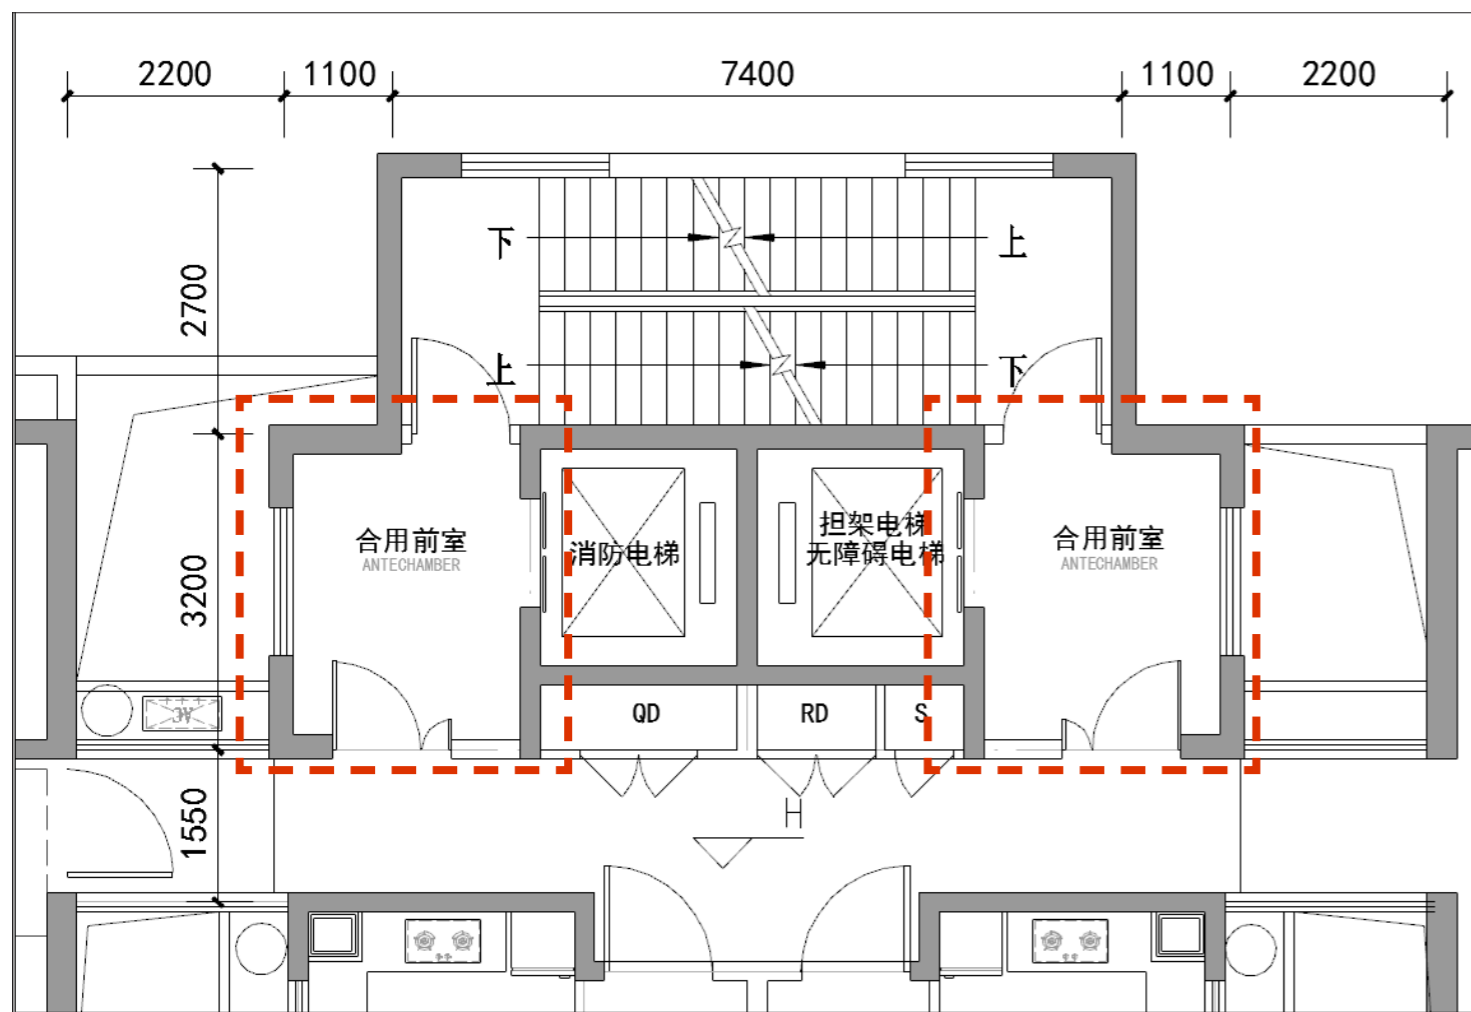 2200 1100 7400 1100 2200
2700
下 上
上 下
3200
合用前室
ANTECHAMBER
消防电梯
担架电梯
无障碍电梯
合用前室
ANTECHAMBER
AC
QD RD S
1550
H